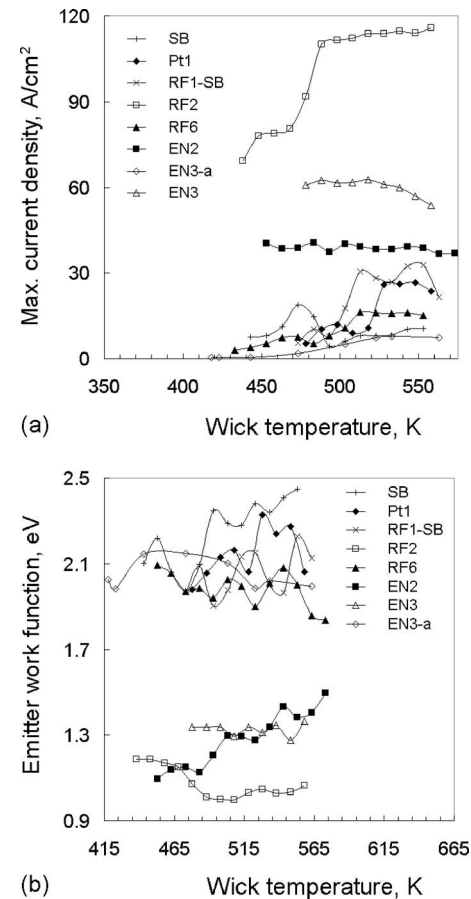 SB
Pt1
RF1-SB
RF2
RF6
EN2
EN3-a
EN3
Max. current density, A/cm²
120
90
60
30
0
350 400 450 500 550
(a) Wick temperature, K
SB
Pt1
RF1-SB
RF2
RF6
EN2
EN3
EN3-a
Emitter work function, eV
2.5
2.1
1.7
1.3
0.9
415 465 515 565 615 665
(b) Wick temperature, K